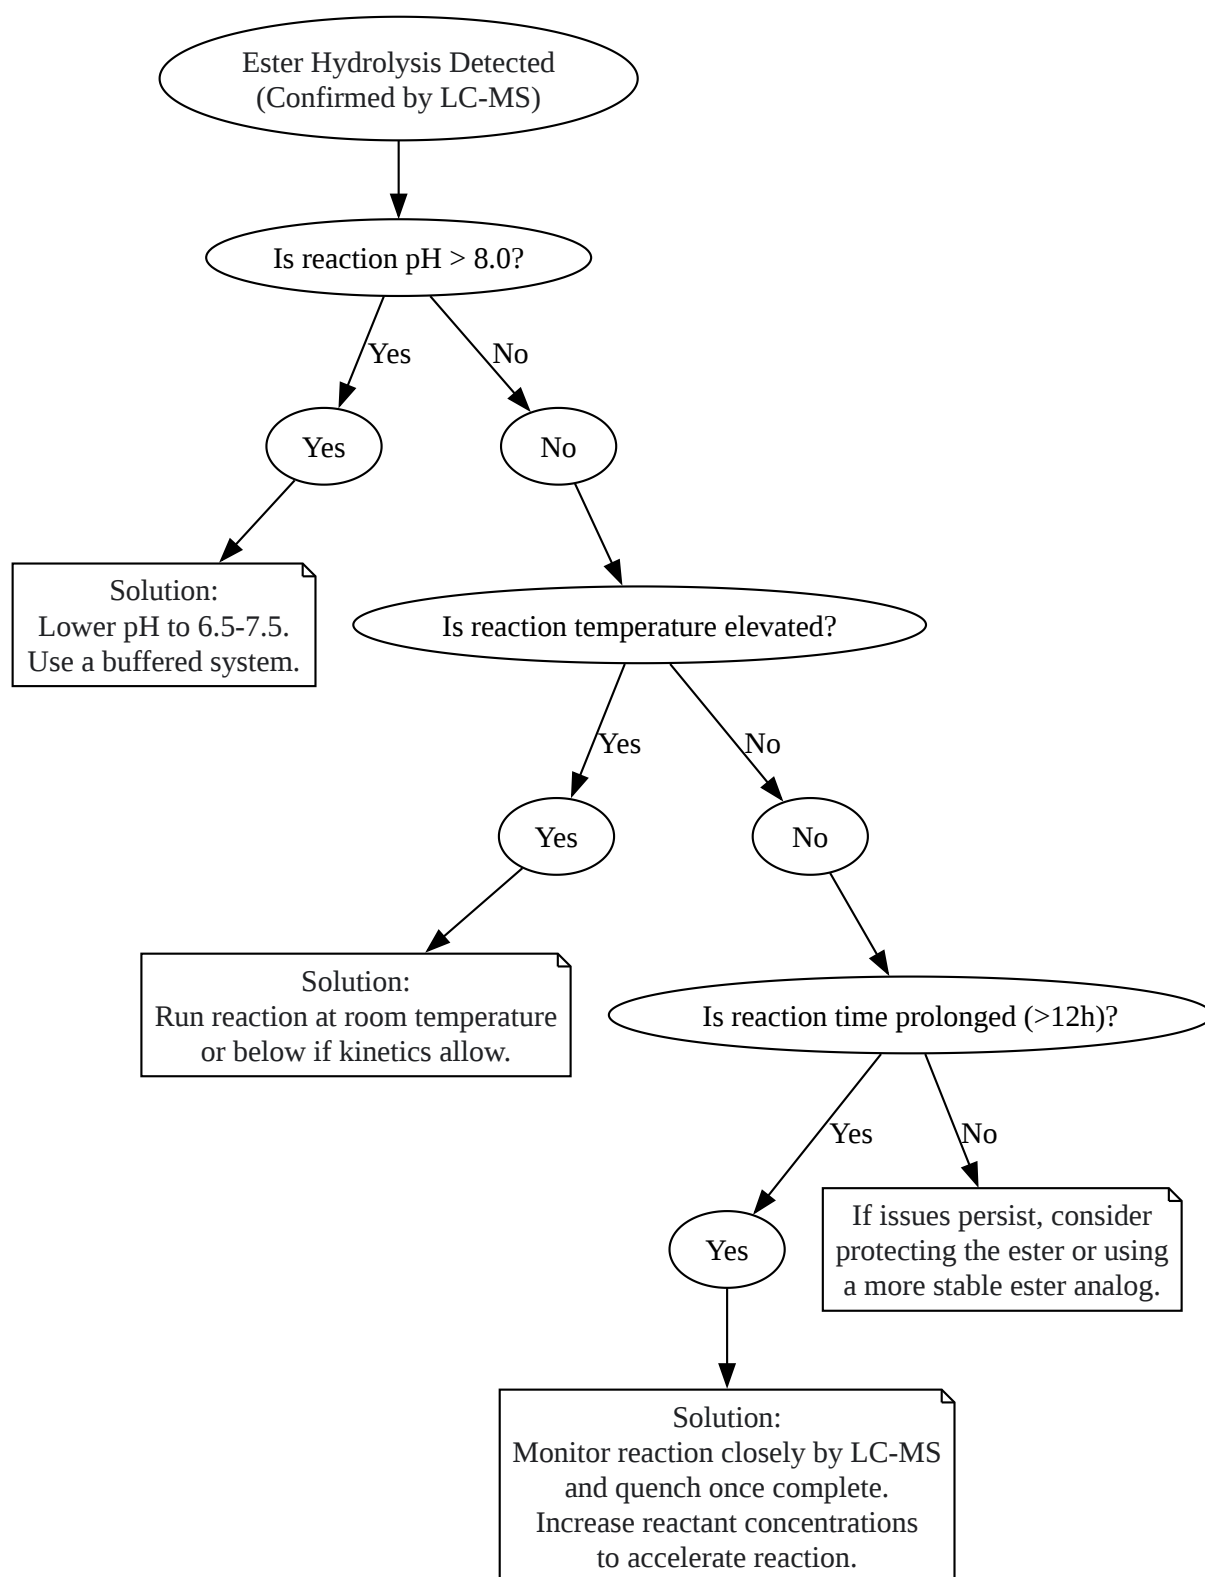 Ester Hydrolysis Detected
(Confirmed by LC-MS)
Is reaction pH > 8.0?
Yes
No
Yes
No
Solution:
Lower pH to 6.5-7.5.
Use a buffered system.
Is reaction temperature elevated?
Yes
No
Yes
No
Solution:
Run reaction at room temperature
or below if kinetics allow.
Is reaction time prolonged (>12h)?
Yes
No
Yes
If issues persist, consider
protecting the ester or using
a more stable ester analog.
Solution:
Monitor reaction closely by LC-MS
and quench once complete.
Increase reactant concentrations
to accelerate reaction.